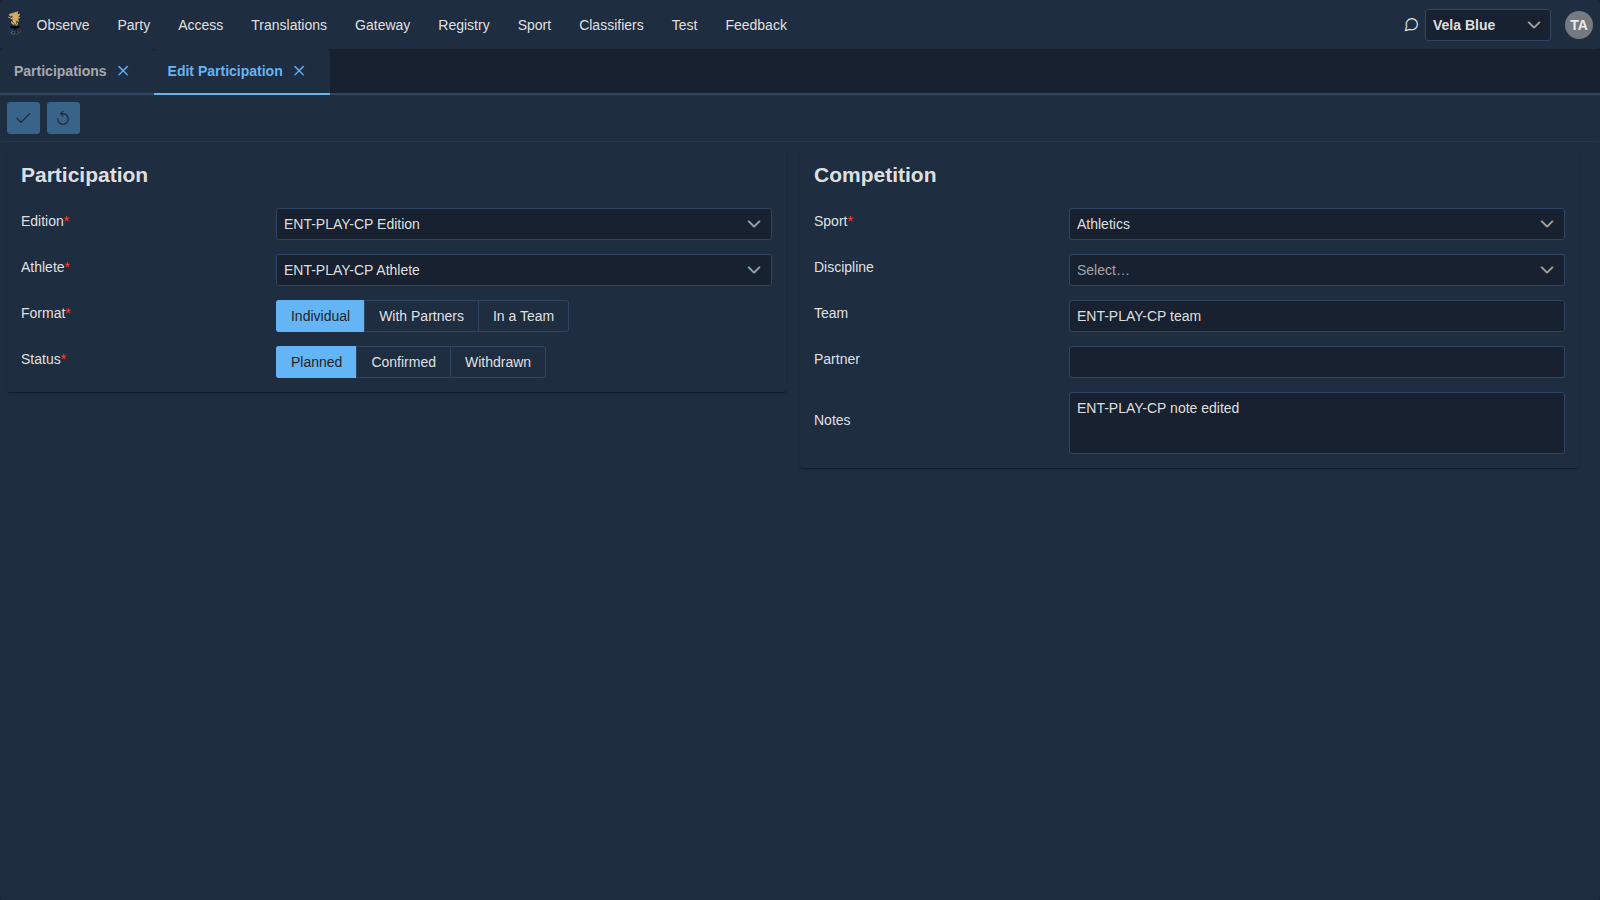 Observe Party Access Translations Gateway Registry Sport Classifiers Test Feedback Vela Blue TA
Participations Edit Participation
Participation
Edition* ENT-PLAY-CP Edition
Athlete* ENT-PLAY-CP Athlete
Format* Individual With Partners In a Team
Status* Planned Confirmed Withdrawn
Competition
Sport* Athletics
Discipline Select…
Team ENT-PLAY-CP team
Partner
Notes ENT-PLAY-CP note edited